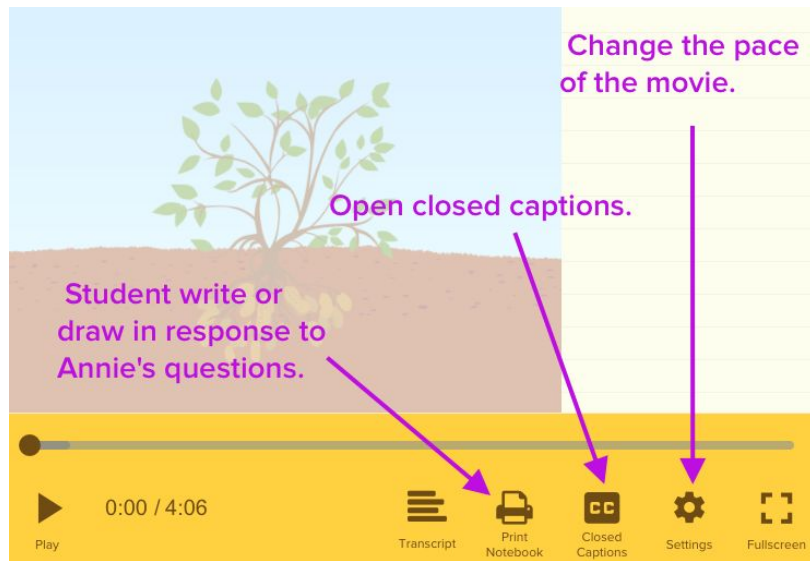 Change the pace
of the movie.
Open closed captions.
Student write or
draw in response to
Annie's questions.
0:00 / 4:06
CC
Play
Transcript
Print
Notebook
Closed
Captions
Settings
Fullscreen